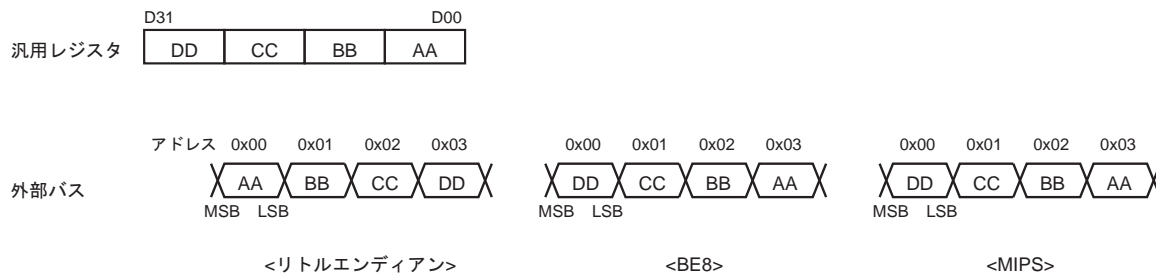 D31 D00
汎用レジスタ DD CC BB AA
アドレス 0x00 0x01 0x02 0x03 0x00 0x01 0x02 0x03 0x00 0x01 0x02 0x03
外部バス AA BB CC DD DD CC BB AA DD CC BB AA
MSB LSB MSB LSB MSB LSB
<リトルエンディアン> <BE8> <MIPS>